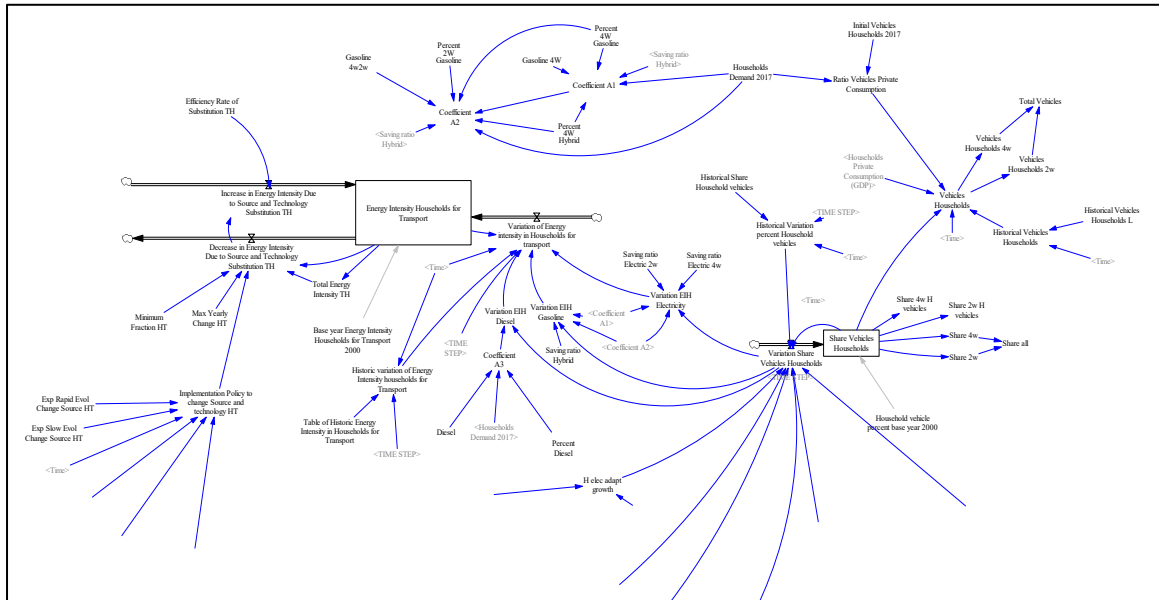 Initial Vehicles
Households 2017
Percent
4W
Gasoline
Percent
2W
Gasoline
Gasoline
4w2w
Gasoline 4W
<Saving ratio
Hybrid>
Households
Demand 2017
Coefficient A1
Ratio Vehicles Private
Consumption
Efficiency Rate of
Substitution TH
Coefficient
A2
<Saving ratio
Hybrid>
Percent
4W
Hybrid
Total Vehicles
Vehicles
Households 4w
Vehicles
Households 2w
<Households
Private
Consumption
(GDP)>
Vehicles
Households
Historical Vehicles
Households L
Historical Vehicles
Households
<Time>
<Time>
Historical Share
Household vehicles
<TIME STEP>
Historical Variation
percent Household
vehicles
<Time>
Increase in Energy Intensity Due
to Source and Technology
Substitution TH
Energy Intensity Households for
Transport
Variation of Energy
intensity in Households for
transport
Decrease in Energy Intensity
Due to Source and Technology
Substitution TH
Total Energy
Intensity TH
<Time>
Saving ratio
Electric 2w
Saving ratio
Electric 4w
Variation EIH
Electricity
<Time>
Minimum
Fraction HT
Max Yearly
Change HT
Base year Energy Intensity
Households for Transport
2000
<TIME
STEP>
Variation EIH
Diesel
Variation EIH
Gasoline
<Coefficient
A1>
<Coefficient A2>
Saving ratio
Hybrid
Coefficient
A3
Share 4w H
vehicles
Share 2w H
vehicles
Share Vehicles
Households
Share 4w
Share all
Share 2w
Variation Share
Vehicles Households
<TIME STEP>
Historic variation of Energy
Intensity households for
Transport
Implementation Policy to
change Source and
technology HT
Exp Rapid Evol
Change Source HT
Exp Slow Evol
Change Source HT
<Time>
Table of Historic Energy
Intensity in Households for
Transport
<TIME STEP>
Diesel
<Households
Demand 2017>
Percent
Diesel
Household vehicle
percent base year 2000
H elec adapt
growth